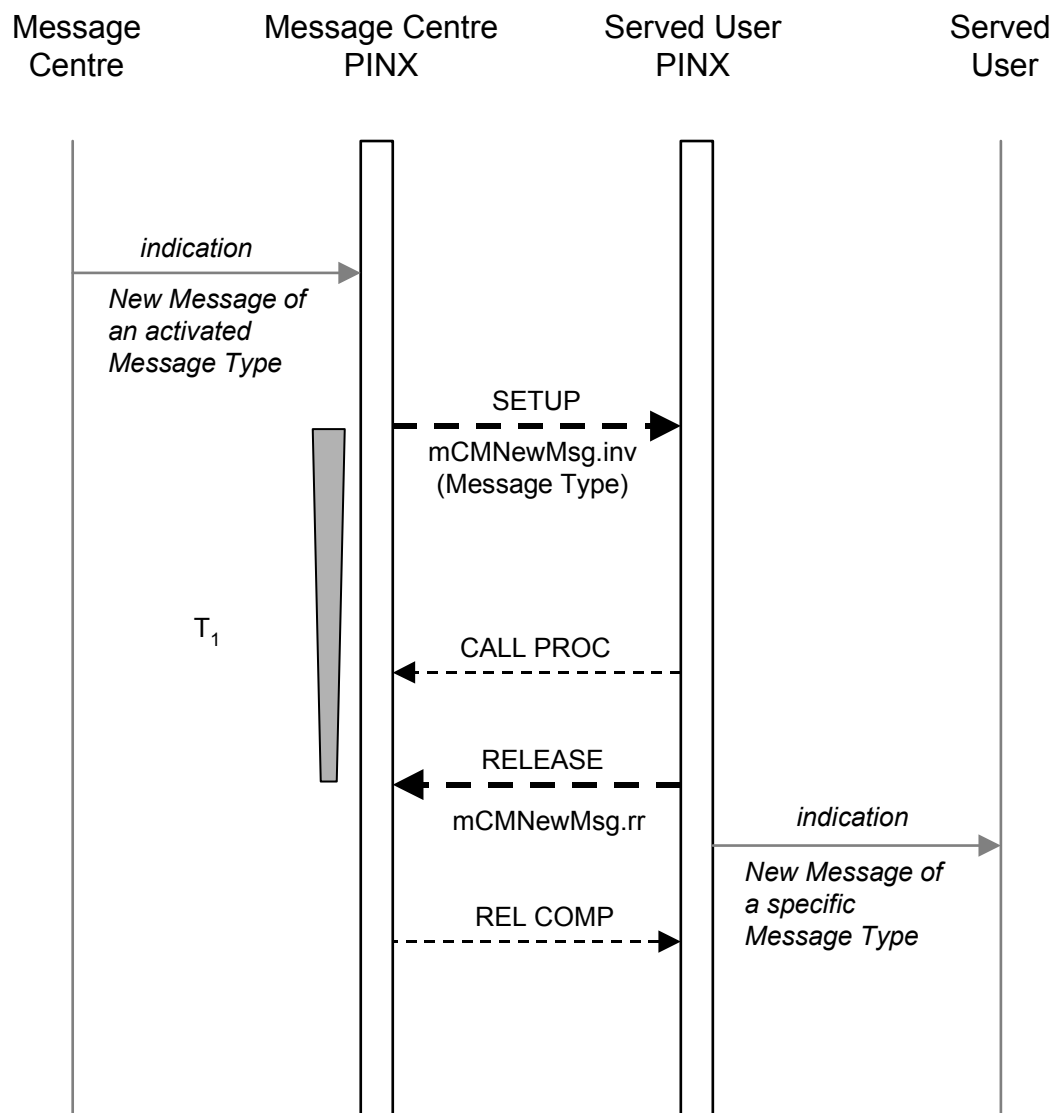 Message
Centre
Message Centre
PINX
Served User
PINX
Served
User
indication
New Message of
an activated
Message Type
SETUP
mCMNewMsg.inv
(Message Type)
T1
CALL PROC
RELEASE
mCMNewMsg.rr
indication
New Message of
a specific
Message Type
REL COMP